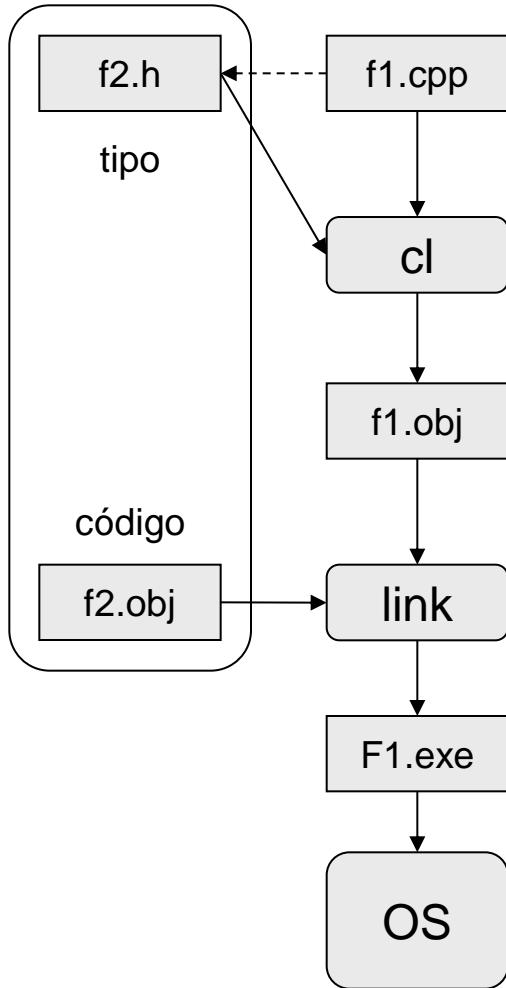 f2.h
f1.cpp
tipo
cl
f1.obj
código
f2.obj
link
F1.exe
OS